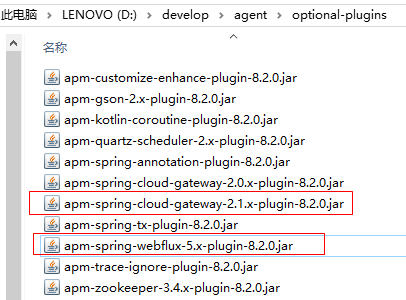 此电脑 > LENOVO (D:) > develop > agent > optional-plugins
名称
apm-customize-enhance-plugin-8.2.0.jar
apm-gson-2.x-plugin-8.2.0.jar
apm-kotlin-coroutine-plugin-8.2.0.jar
apm-quartz-scheduler-2.x-plugin-8.2.0.jar
apm-spring-annotation-plugin-8.2.0.jar
apm-spring-cloud-gateway-2.0.x-plugin-8.2.0.jar
apm-spring-cloud-gateway-2.1.x-plugin-8.2.0.jar
apm-spring-tx-plugin-8.2.0.jar
apm-spring-webflux-5.x-plugin-8.2.0.jar
apm-trace-ignore-plugin-8.2.0.jar
apm-zookeeper-3.4.x-plugin-8.2.0.jar